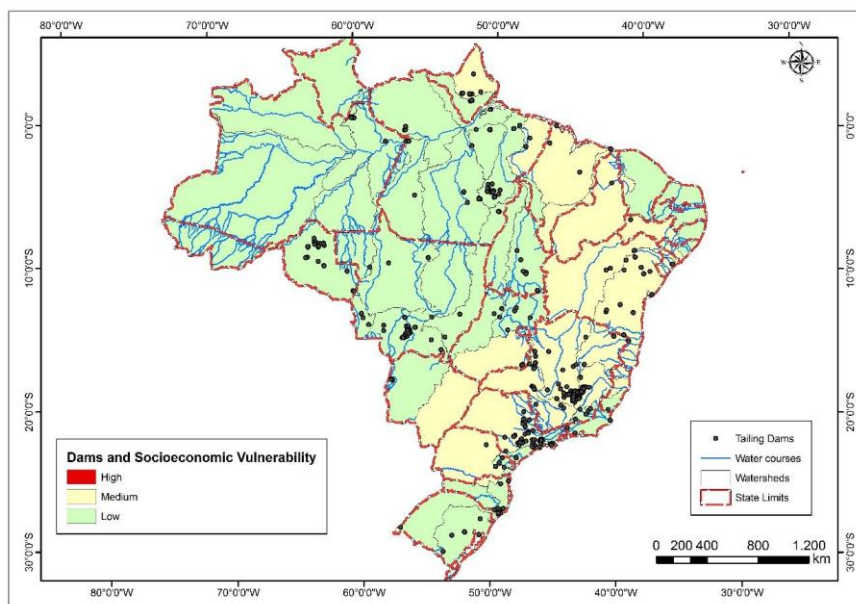 80°0'0"W 70°0'0"W 60°0'0"W 50°0'0"W 40°0'0"W 30°0'0"W
N
W E
S
0°0'0"S 0°0'0"S
10°0'0"S 10°0'0"S
20°0'0"S 20°0'0"S
30°0'0"S 30°0'0"S
Dams and Socioeconomic Vulnerability
High
Medium
Low
Tailing Dams
Water courses
Watersheds
State Limits
0 200 400 800 1.200
km
80°0'0"W 70°0'0"W 60°0'0"W 50°0'0"W 40°0'0"W 30°0'0"W